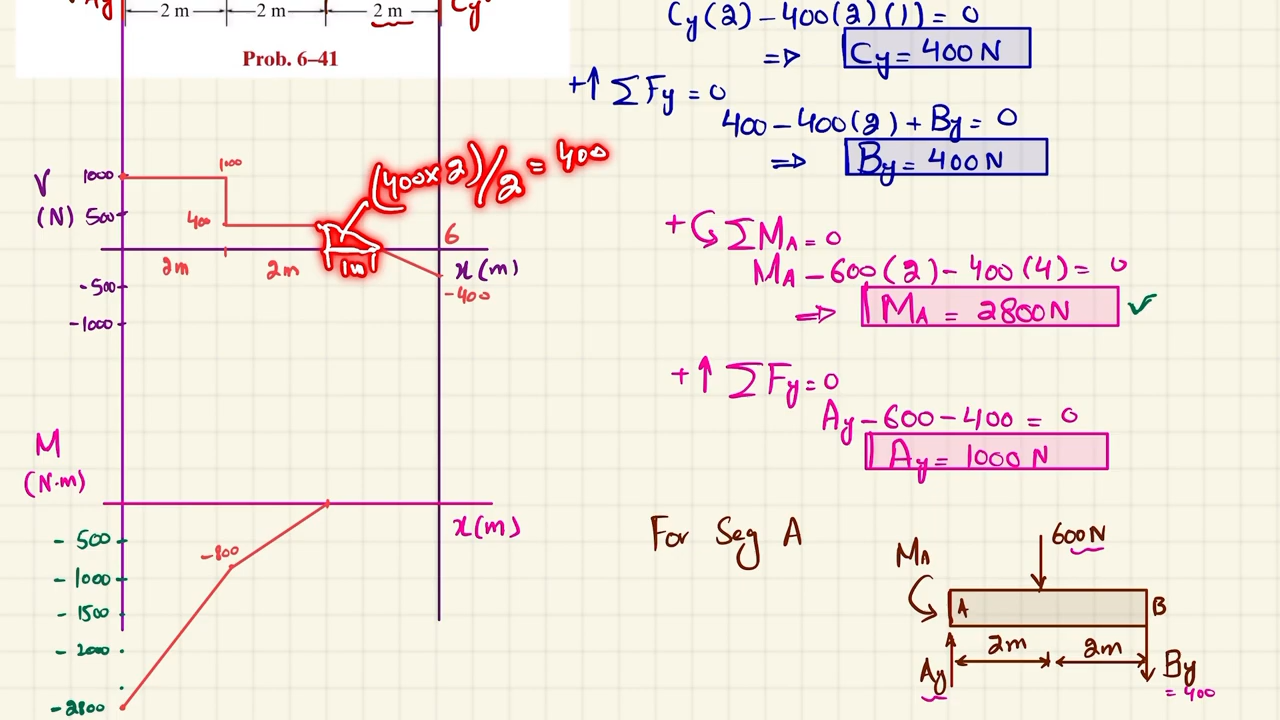 Ay
2 m
2 m
2 m
Cy
Prob. 6–41
Cy(2) – 400(2)(1) = 0
⇒ Cy = 400 N
+↑ ΣFy = 0
400 – 400(2) + By = 0
⇒ By = 400 N
(400×2)/2 = 400
V
(N)
1000
500
-500
-1000
1000
400
2m
2m
1m
6
x(m)
-400
+ ΣMA = 0
MA – 600(2) – 400(4) = 0
⇒ MA = 2800N ✓
+↑ ΣFy = 0
Ay – 600 – 400 = 0
Ay = 1000 N
M
(N.m)
x(m)
- 500
- 1000
- 1500
- 2000
-2800
-800
For Seg A
MA
600N
A
B
2m
2m
Ay
By
= 400